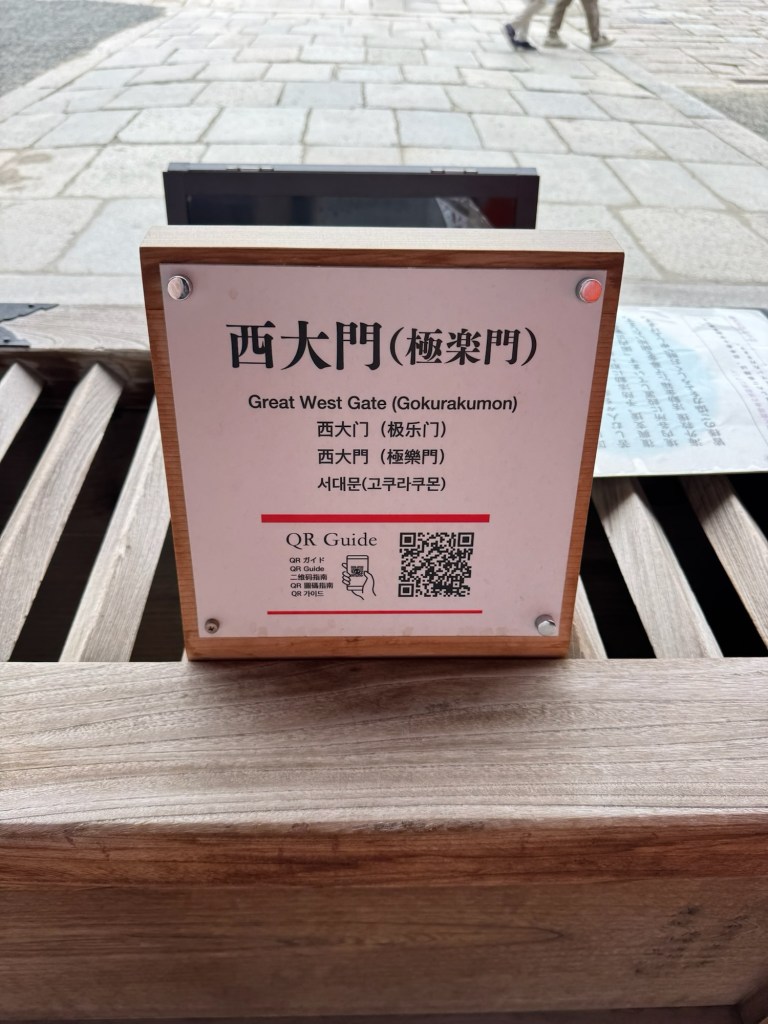 西大門(極楽門)
Great West Gate (Gokurakumon)
西大门（极乐门）
西大門（極樂門）
서대문(고쿠라쿠몬)
QR Guide
QR ガイド
QR Guide
二维码指南
QR 圖碼指南
QR 가이드